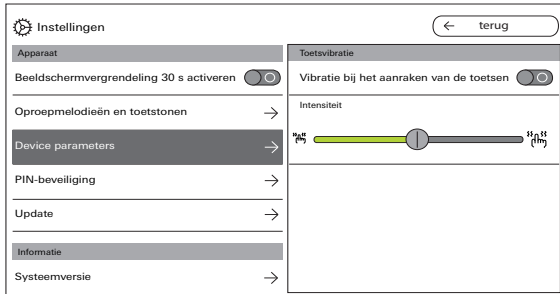 Instellingen
terug
Apparaat
Beeldschermvergrendeling 30 s activeren
Oproepmelodieën en toetstonen
Device parameters
PIN-beveiliging
Update
Informatie
Systeemversie
Toetsvibratie
Vibratie bij het aanraken van de toetsen
Intensiteit